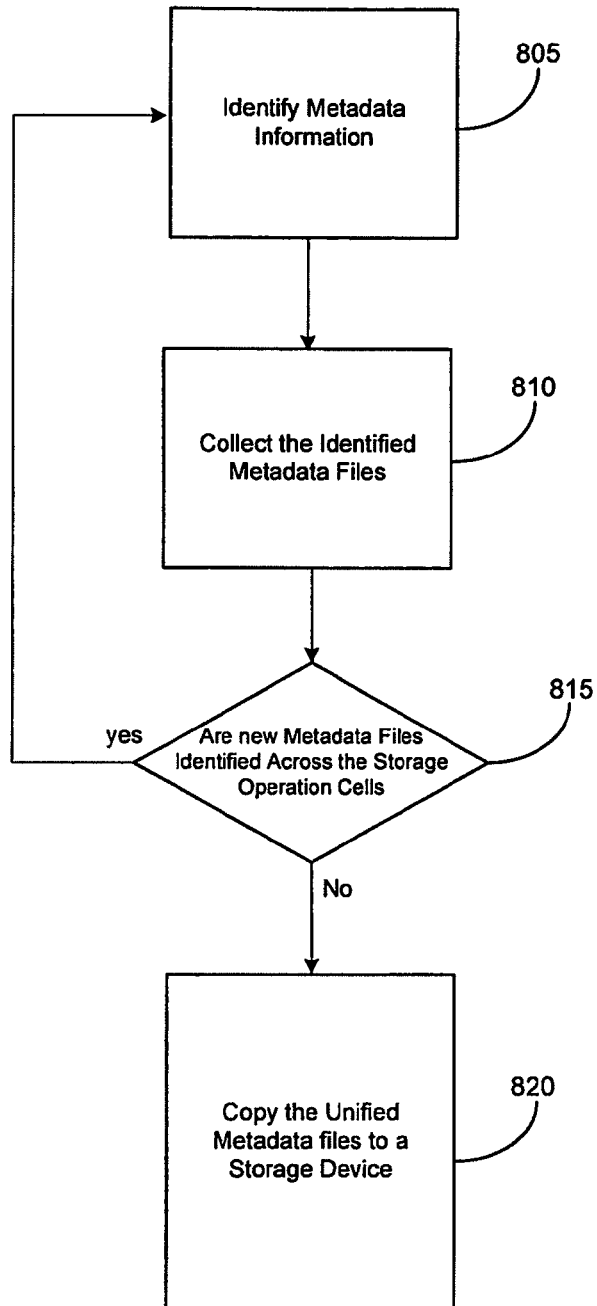 805
Identify Metadata
Information
810
Collect the Identified
Metadata Files
815
yes
Are new Metadata Files
Identified Across the Storage
Operation Cells
No
820
Copy the Unified
Metadata files to a
Storage Device